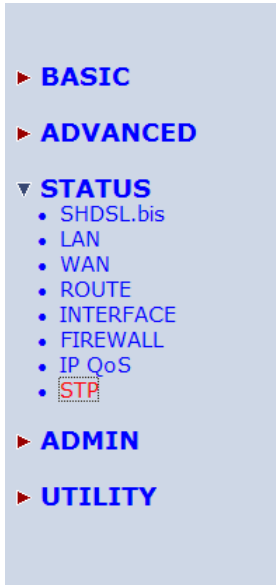 BASIC
ADVANCED
STATUS
SHDSL.bis
LAN
WAN
ROUTE
INTERFACE
FIREWALL
IP QoS
STP
ADMIN
UTILITY